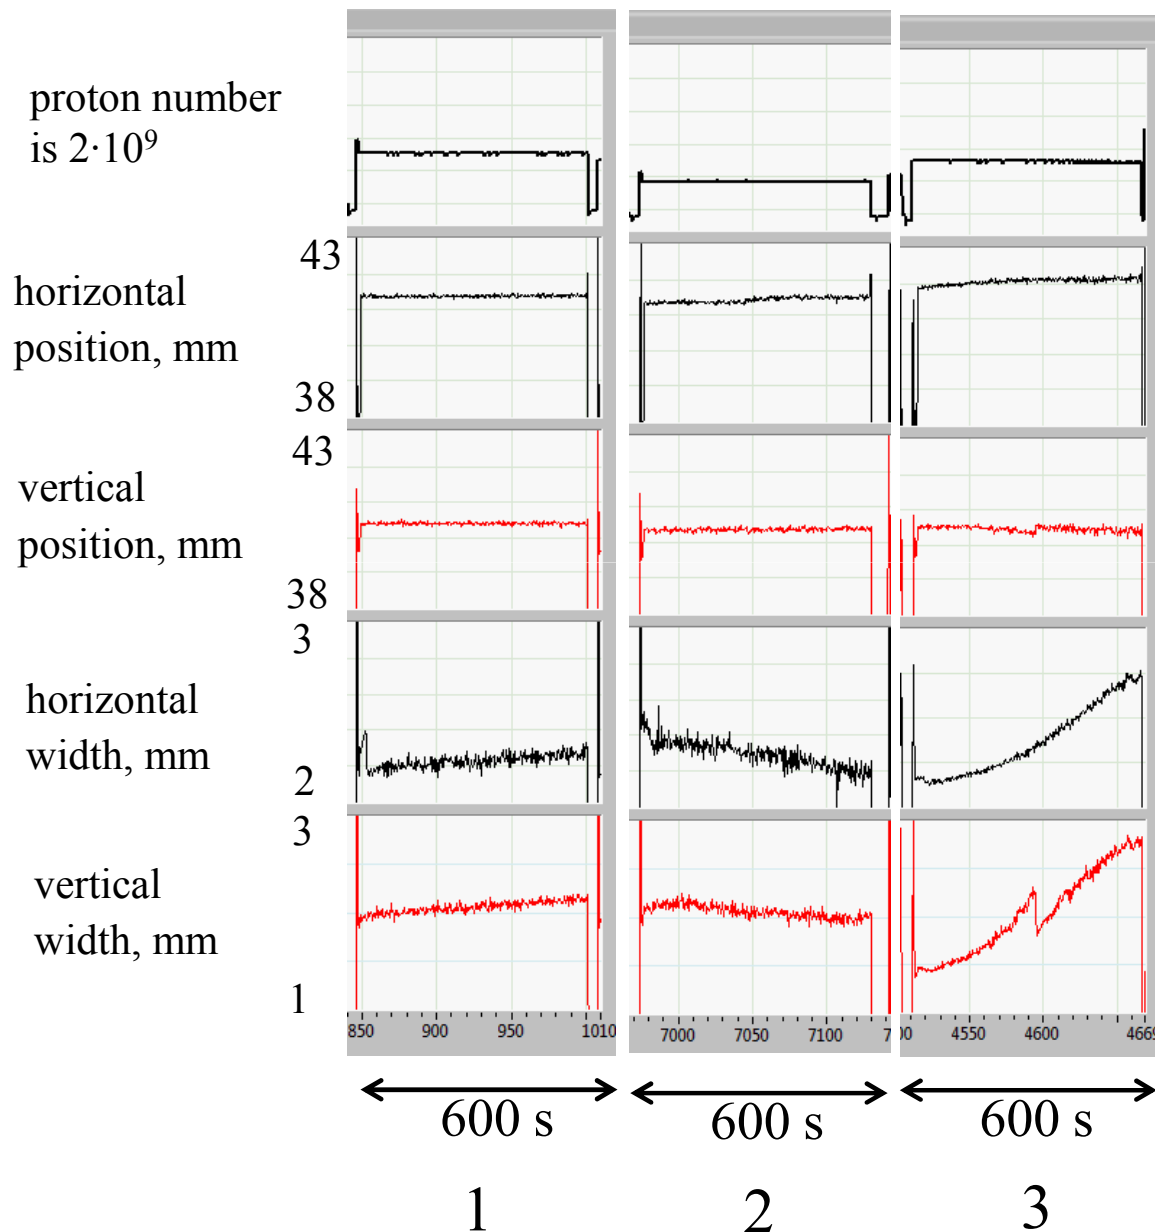 proton number
is 2·10⁹
43
horizontal
position, mm
38
43
vertical
position, mm
38
3
horizontal
width, mm
2
3
vertical
width, mm
1
850 900 950 1010
7000 7050 7100
4550 4600 4669
600 s 600 s 600 s
1 2 3